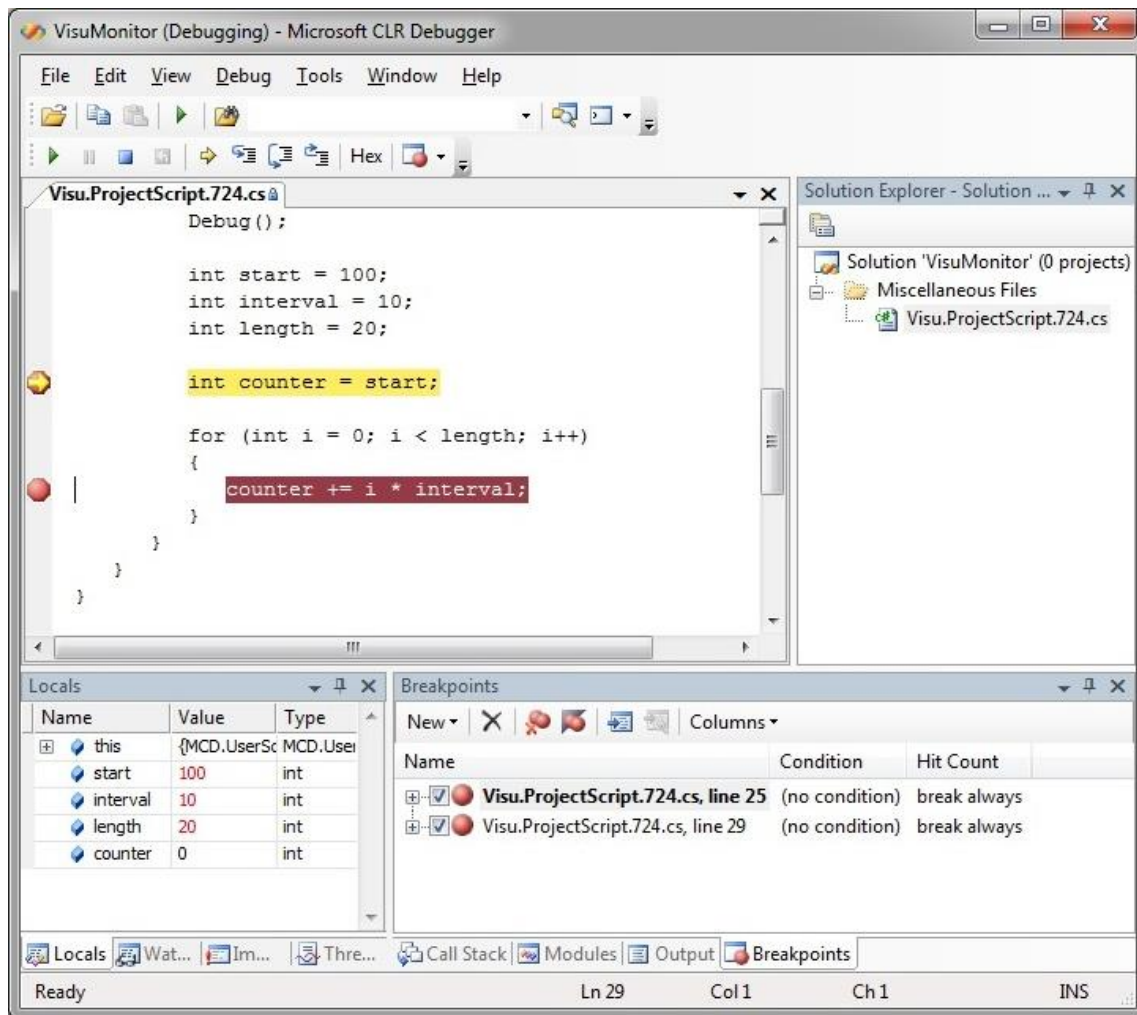 VisuMonitor (Debugging) - Microsoft CLR Debugger
File Edit View Debug Tools Window Help
Hex
Visu.ProjectScript.724.cs
Debug();
int start = 100;
int interval = 10;
int length = 20;
int counter = start;
for (int i = 0; i < length; i++)
{
counter += i * interval;
}
}
}
}
Solution Explorer - Solution ...
Solution 'VisuMonitor' (0 projects)
Miscellaneous Files
Visu.ProjectScript.724.cs
Locals
Name Value Type
this {MCD.UserSc MCD.User
start 100 int
interval 10 int
length 20 int
counter 0 int
Locals Wat... Im... Thre...
Breakpoints
New Columns
Name Condition Hit Count
Visu.ProjectScript.724.cs, line 25 (no condition) break always
Visu.ProjectScript.724.cs, line 29 (no condition) break always
Call Stack Modules Output Breakpoints
Ready Ln 29 Col 1 Ch 1 INS